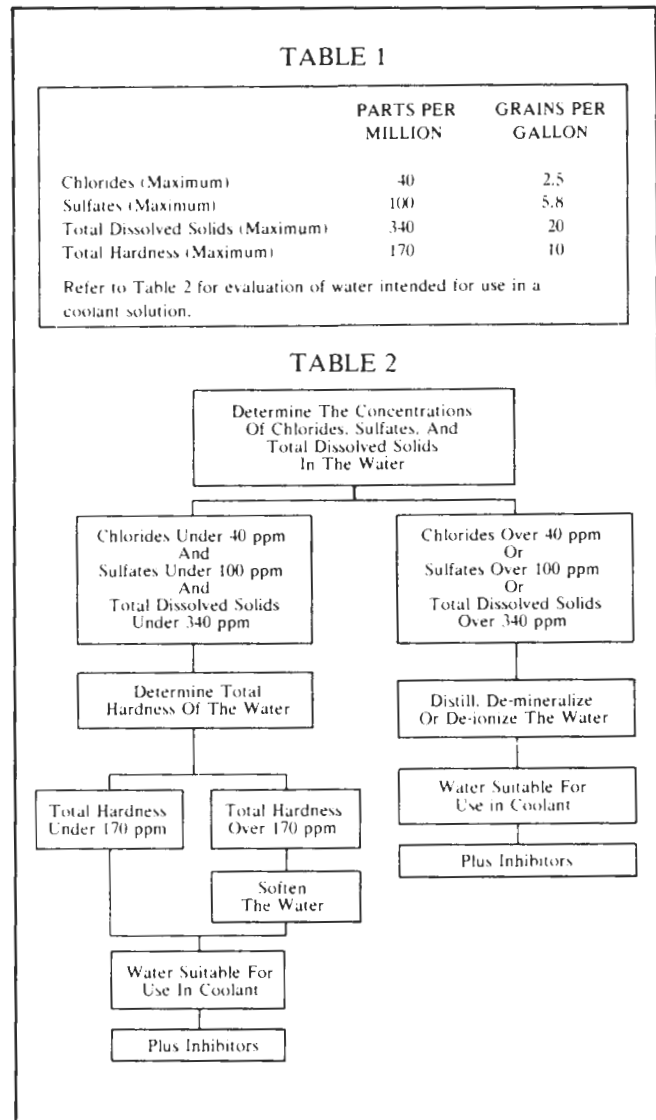 TABLE 1
PARTS PER GRAINS PER
MILLION GALLON
Chlorides (Maximum) 40 2.5
Sulfates (Maximum) 100 5.8
Total Dissolved Solids (Maximum) 340 20
Total Hardness (Maximum) 170 10
Refer to Table 2 for evaluation of water intended for use in a
coolant solution.
TABLE 2
Determine The Concentrations
Of Chlorides, Sulfates, And
Total Dissolved Solids
In The Water
Chlorides Under 40 ppm
And
Sulfates Under 100 ppm
And
Total Dissolved Solids
Under 340 ppm
Chlorides Over 40 ppm
Or
Sulfates Over 100 ppm
Or
Total Dissolved Solids
Over 340 ppm
Determine Total
Hardness Of The Water
Distill, De-mineralize
Or De-ionize The Water
Total Hardness
Under 170 ppm
Total Hardness
Over 170 ppm
Water Suitable For
Use in Coolant
Plus Inhibitors
Soften
The Water
Water Suitable For
Use In Coolant
Plus Inhibitors